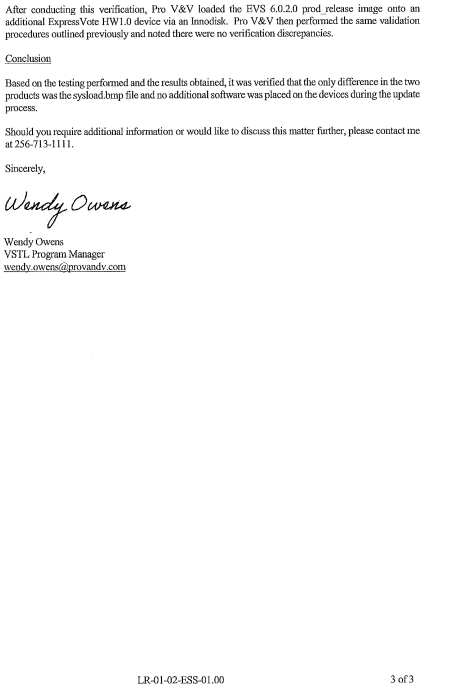 After conducting this verification, Pro V&V loaded the EVS 6.0.2.0 prod_release image onto an
additional ExpressVote HW1.0 device via an Innodisk. Pro V&V then performed the same validation
procedures outlined previously and noted there were no verification discrepancies.
Conclusion
Based on the testing performed and the results obtained, it was verified that the only difference in the two
products was the sysload.bmp file and no additional software was placed on the devices during the update
process.
Should you require additional information or would like to discuss this matter further, please contact me
at 256-713-1111.
Sincerely,
Wendy Owens
Wendy Owens
VSTL Program Manager
wendy.owens@provandv.com
LR-01-02-ESS-01.00 3 of 3